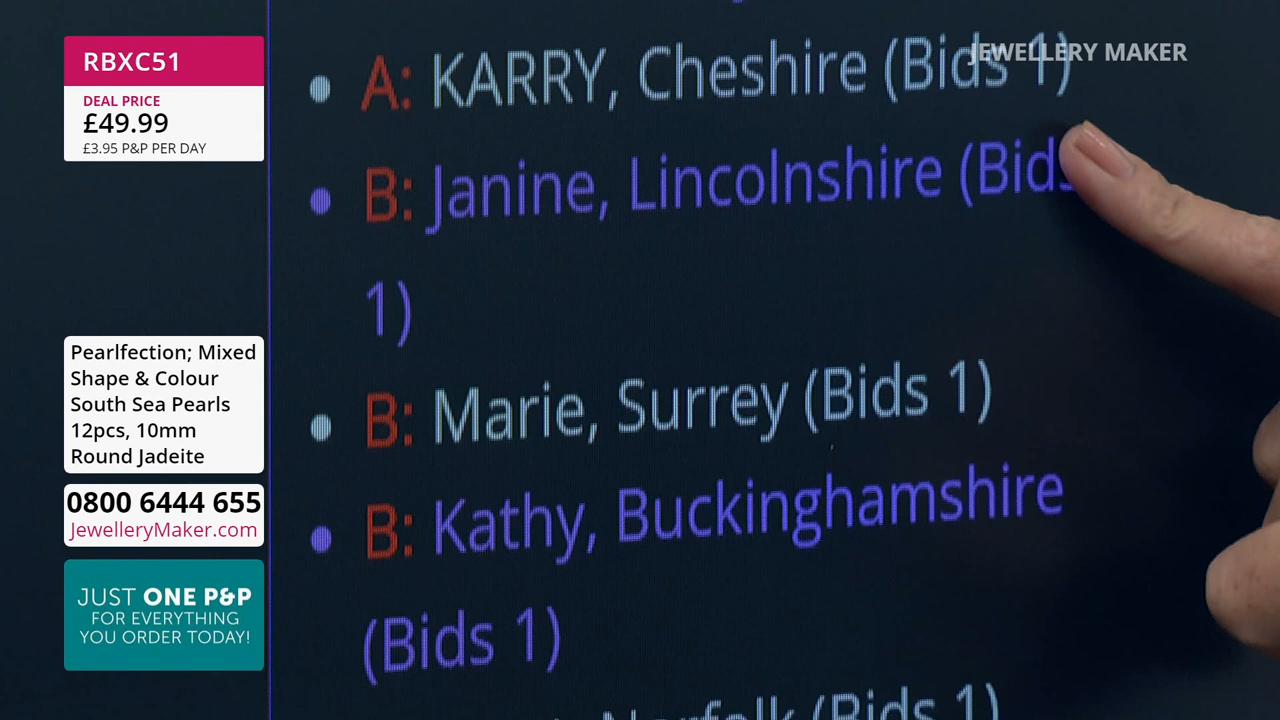 RBXC51
DEAL PRICE
£49.99
£3.95 P&P PER DAY
Pearlfection; Mixed
Shape & Colour
South Sea Pearls
12pcs, 10mm
Round Jadeite
0800 6444 655
JewelleryMaker.com
JUST ONE P&P
FOR EVERYTHING
YOU ORDER TODAY!
JEWELLERY MAKER
A: KARRY, Cheshire (Bids 1)
B: Janine, Lincolnshire (Bids
1)
B: Marie, Surrey (Bids 1)
B: Kathy, Buckinghamshire
(Bids 1)
Norfolk (Bids 1)